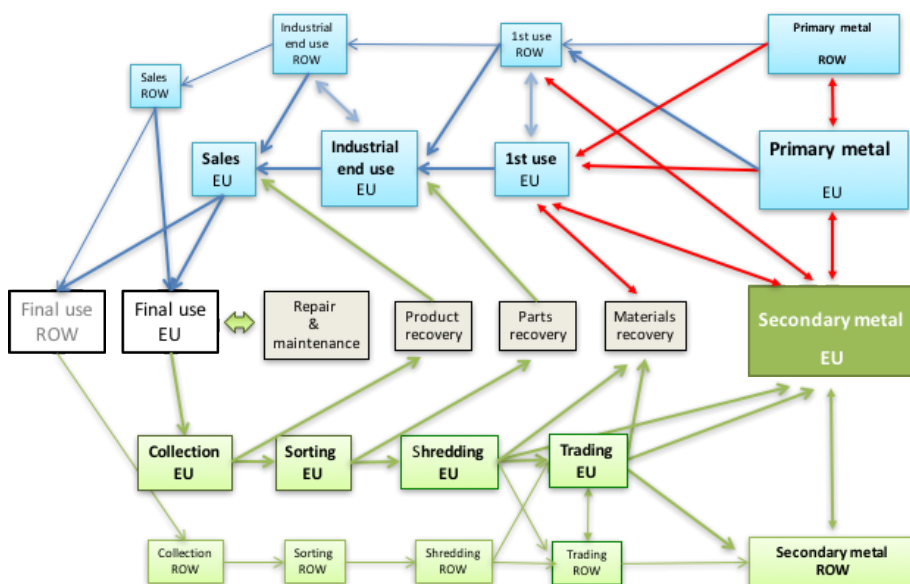 Industrial
end use
ROW
1st use
ROW
Primary metal
ROW
Sales
ROW
Sales
EU
Industrial
end use
EU
1st use
EU
Primary metal
EU
Final use
ROW
Final use
EU
Repair
&
maintenance
Product
recovery
Parts
recovery
Materials
recovery
Secondary metal
EU
Collection
EU
Sorting
EU
Shredding
EU
Trading
EU
Collection
ROW
Sorting
ROW
Shredding
ROW
Trading
ROW
Secondary metal
ROW